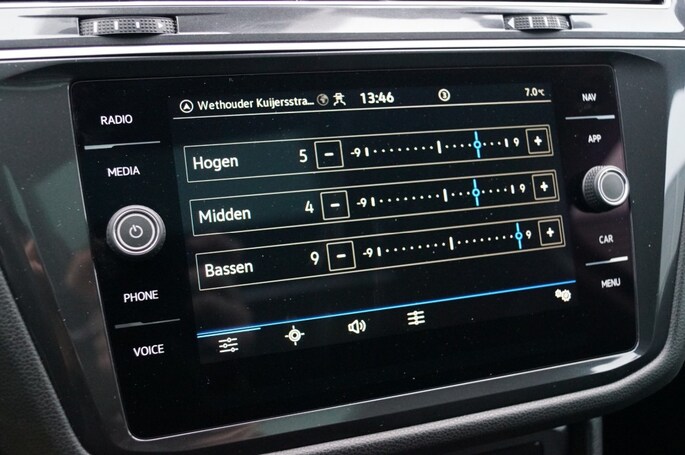 RADIO
MEDIA
PHONE
VOICE
Wethouder Kuijersstra... 13:46 3 7.0°C
Hogen 5 - -9 9 +
Midden 4 - -9 9 +
Bassen 9 - -9 9 +
NAV
APP
CAR
MENU